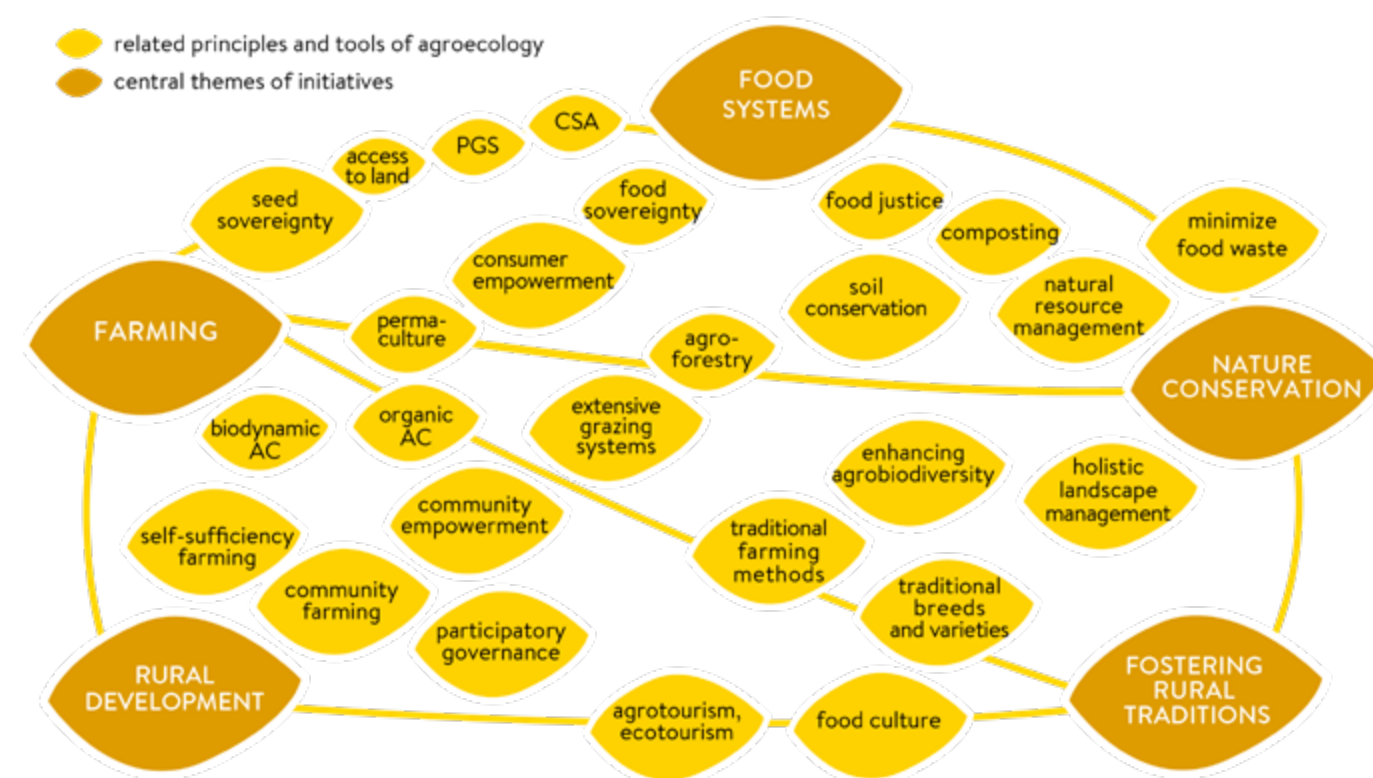 related principles and tools of agroecology
central themes of initiatives
FOOD
SYSTEMS
CSA
PGS
access
to land
seed
sovereignty
food
sovereignty
food justice
composting
minimize
food waste
consumer
empowerment
soil
conservation
natural
resource
management
FARMING
perma-
culture
agro-
forestry
NATURE
CONSERVATION
biodynamic
AC
organic
AC
extensive
grazing
systems
enhancing
agrobiodiversity
holistic
landscape
management
community
empowerment
self-sufficiency
farming
traditional
farming
methods
community
farming
traditional
breeds
and varieties
participatory
governance
RURAL
DEVELOPMENT
FOSTERING
RURAL
TRADITIONS
agrotourism,
ecotourism
food culture